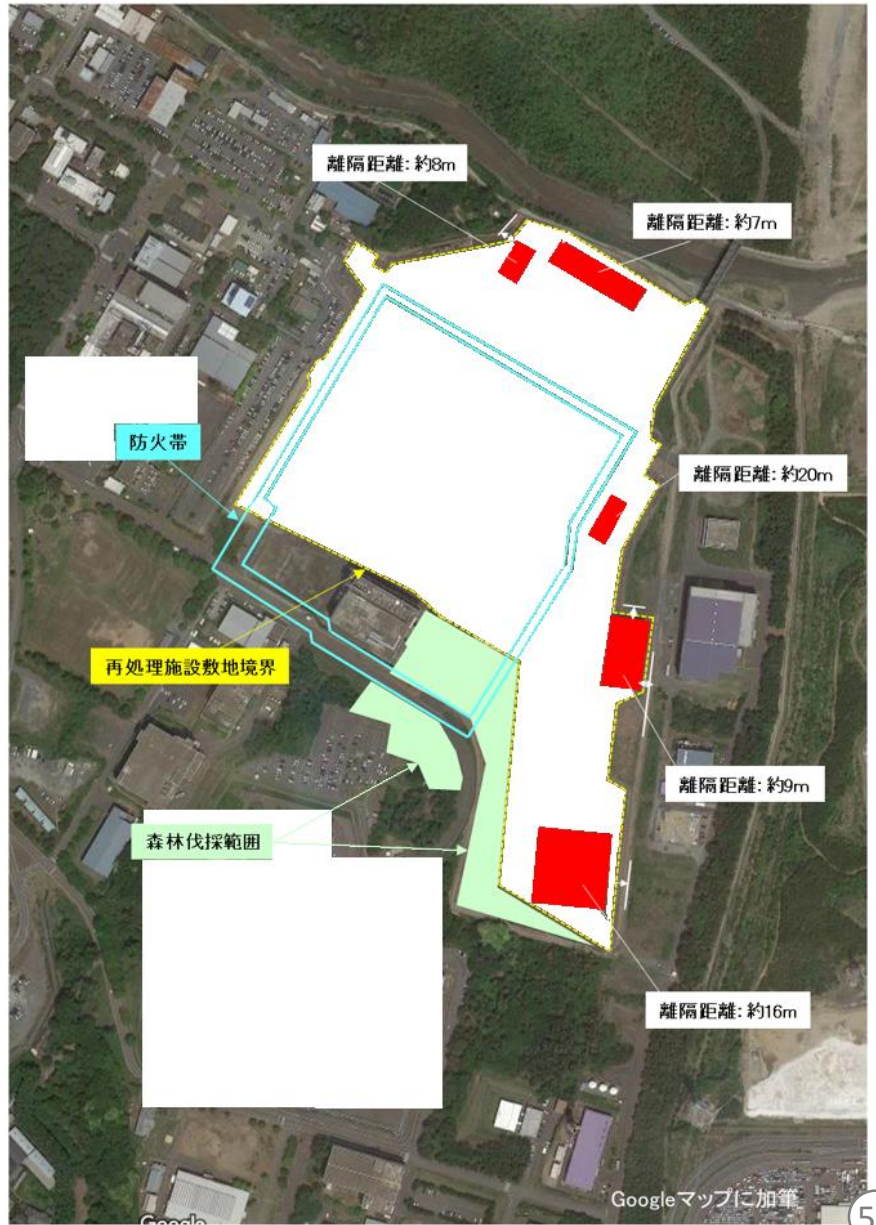 離隔距離: 約8m
離隔距離: 約7m
防火帯
離隔距離: 約20m
再処理施設敷地境界
離隔距離: 約9m
森林伐採範囲
離隔距離: 約16m
Googleマップに加筆
Google
5